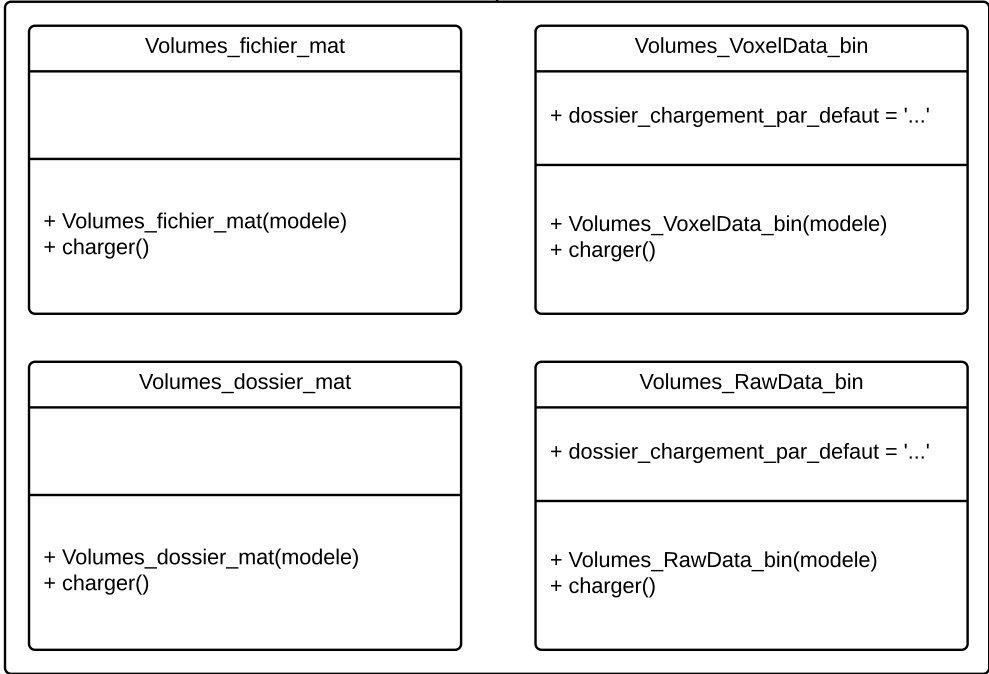 Volumes_fichier_mat
+ Volumes_fichier_mat(modele)
+ charger()
Volumes_VoxelData_bin
+ dossier_chargement_par_defaut = '...'
+ Volumes_VoxelData_bin(modele)
+ charger()
Volumes_dossier_mat
+ Volumes_dossier_mat(modele)
+ charger()
Volumes_RawData_bin
+ dossier_chargement_par_defaut = '...'
+ Volumes_RawData_bin(modele)
+ charger()